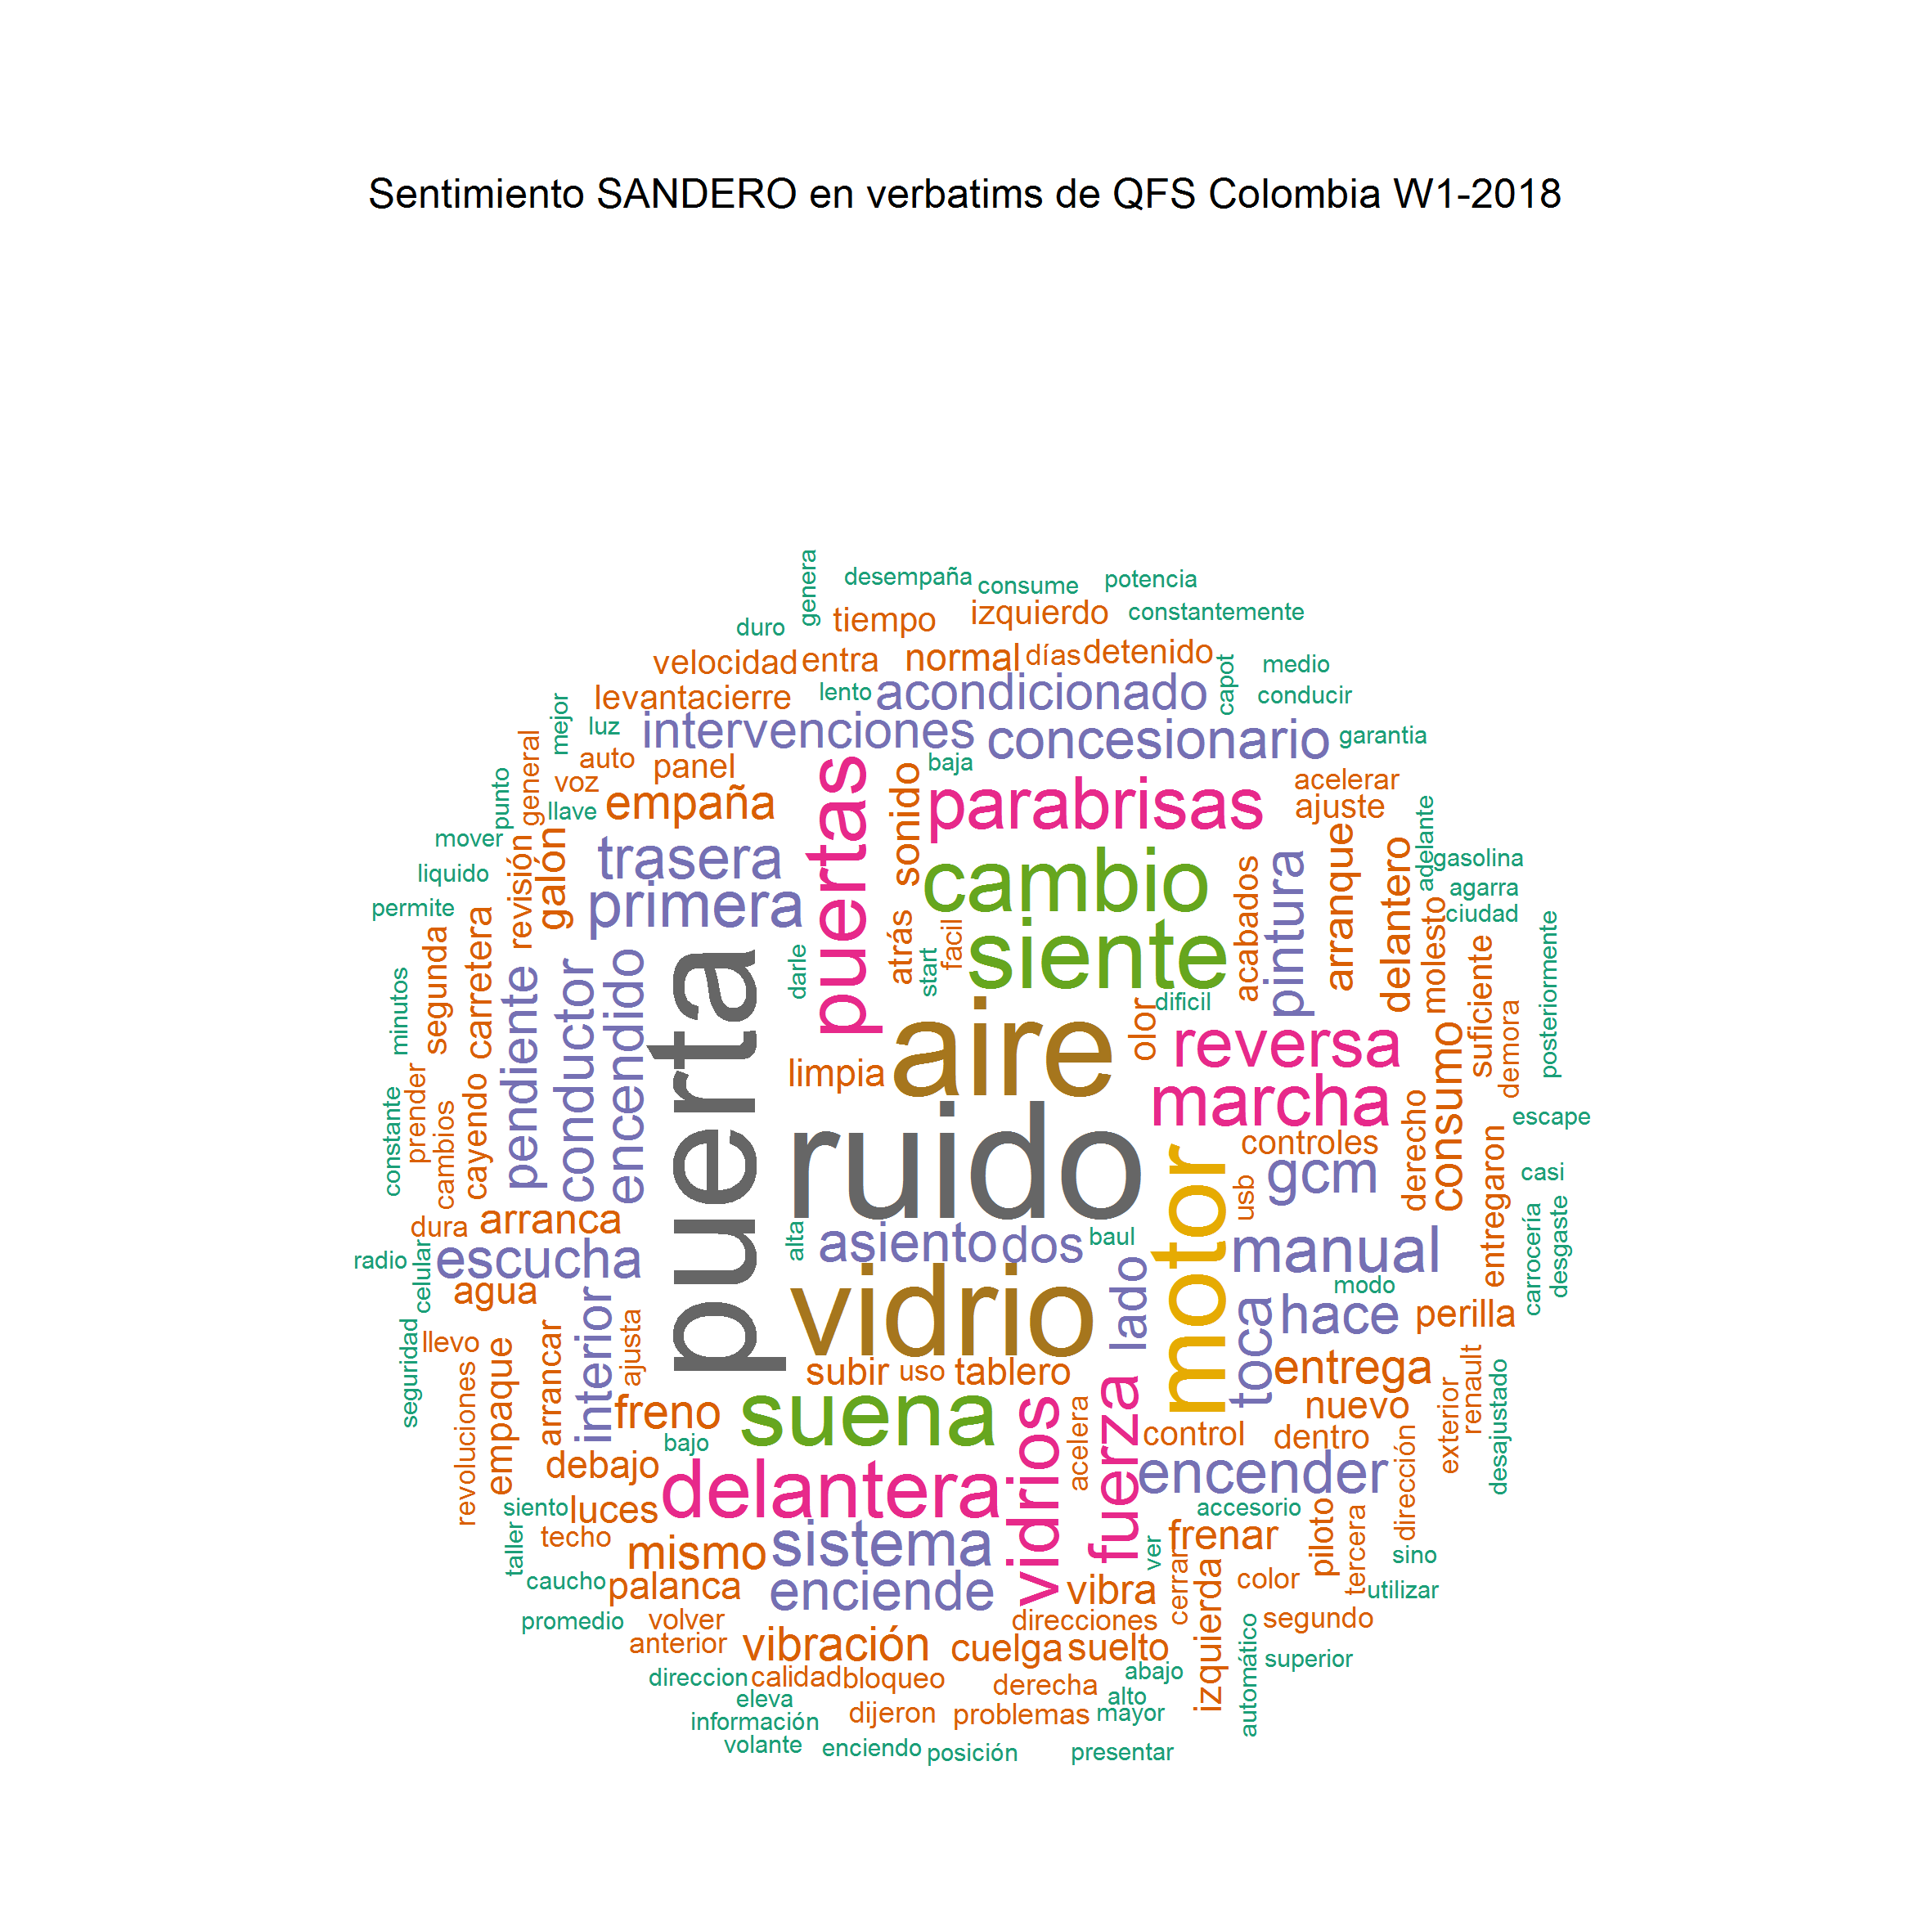 Sentimiento SANDERO en verbatims de QFS Colombia W1-2018
genera
desempaña
consume
potencia
duro
tiempo
izquierdo
constantemente
velocidad
entra
normal
días
detenido
capot
medio
levantacierre
lento
acondicionado
conducir
mejor
luz
intervenciones
concesionario
garantia
general
auto
panel
baja
voz
punto
llave
empaña
puertas
sonido
parabrisas
acelerar
ajuste
mover
revisión
galón
trasera
cambio
arranque
delantero
adelante
gasolina
liquido
primera
acabados
pintura
molesto
agarra
permite
ciudad
segunda
carretera
atrás
facil
siente
suficiente
posteriormente
pendiente
conductor
encendido
puerta
darle
start
dificil
minutos
aire
olor
reversa
consumo
demora
limpia
marcha
constante
prender
cambios
cayendo
ruido
controles
derecho
escape
motor
gcm
usb
entregaron
casi
dura
arranca
alta
asiento
dos
baul
manual
carrocería
desgaste
radio
celular
escucha
agua
vidrio
lado
modo
interior
toca
hace
perilla
seguridad
llevo
ajusta
subir
uso
tablero
entrega
revoluciones
empaque
arrancar
freno
suena
vidrios
acelera
fuerza
nuevo
exterior
renault
desajustado
bajo
control
dentro
debajo
delantera
encender
dirección
siento
luces
accesorio
taller
techo
mismo
sistema
ver
frenar
piloto
tercera
sino
caucho
palanca
enciende
vibra
cerrar
izquierda
color
utilizar
promedio
volver
direcciones
segundo
anterior
vibración
cuelga
suelto
automático
superior
direccion
calidad
bloqueo
derecha
abajo
eleva
alto
información
dijeron
problemas
mayor
volante
enciendo
posición
presentar